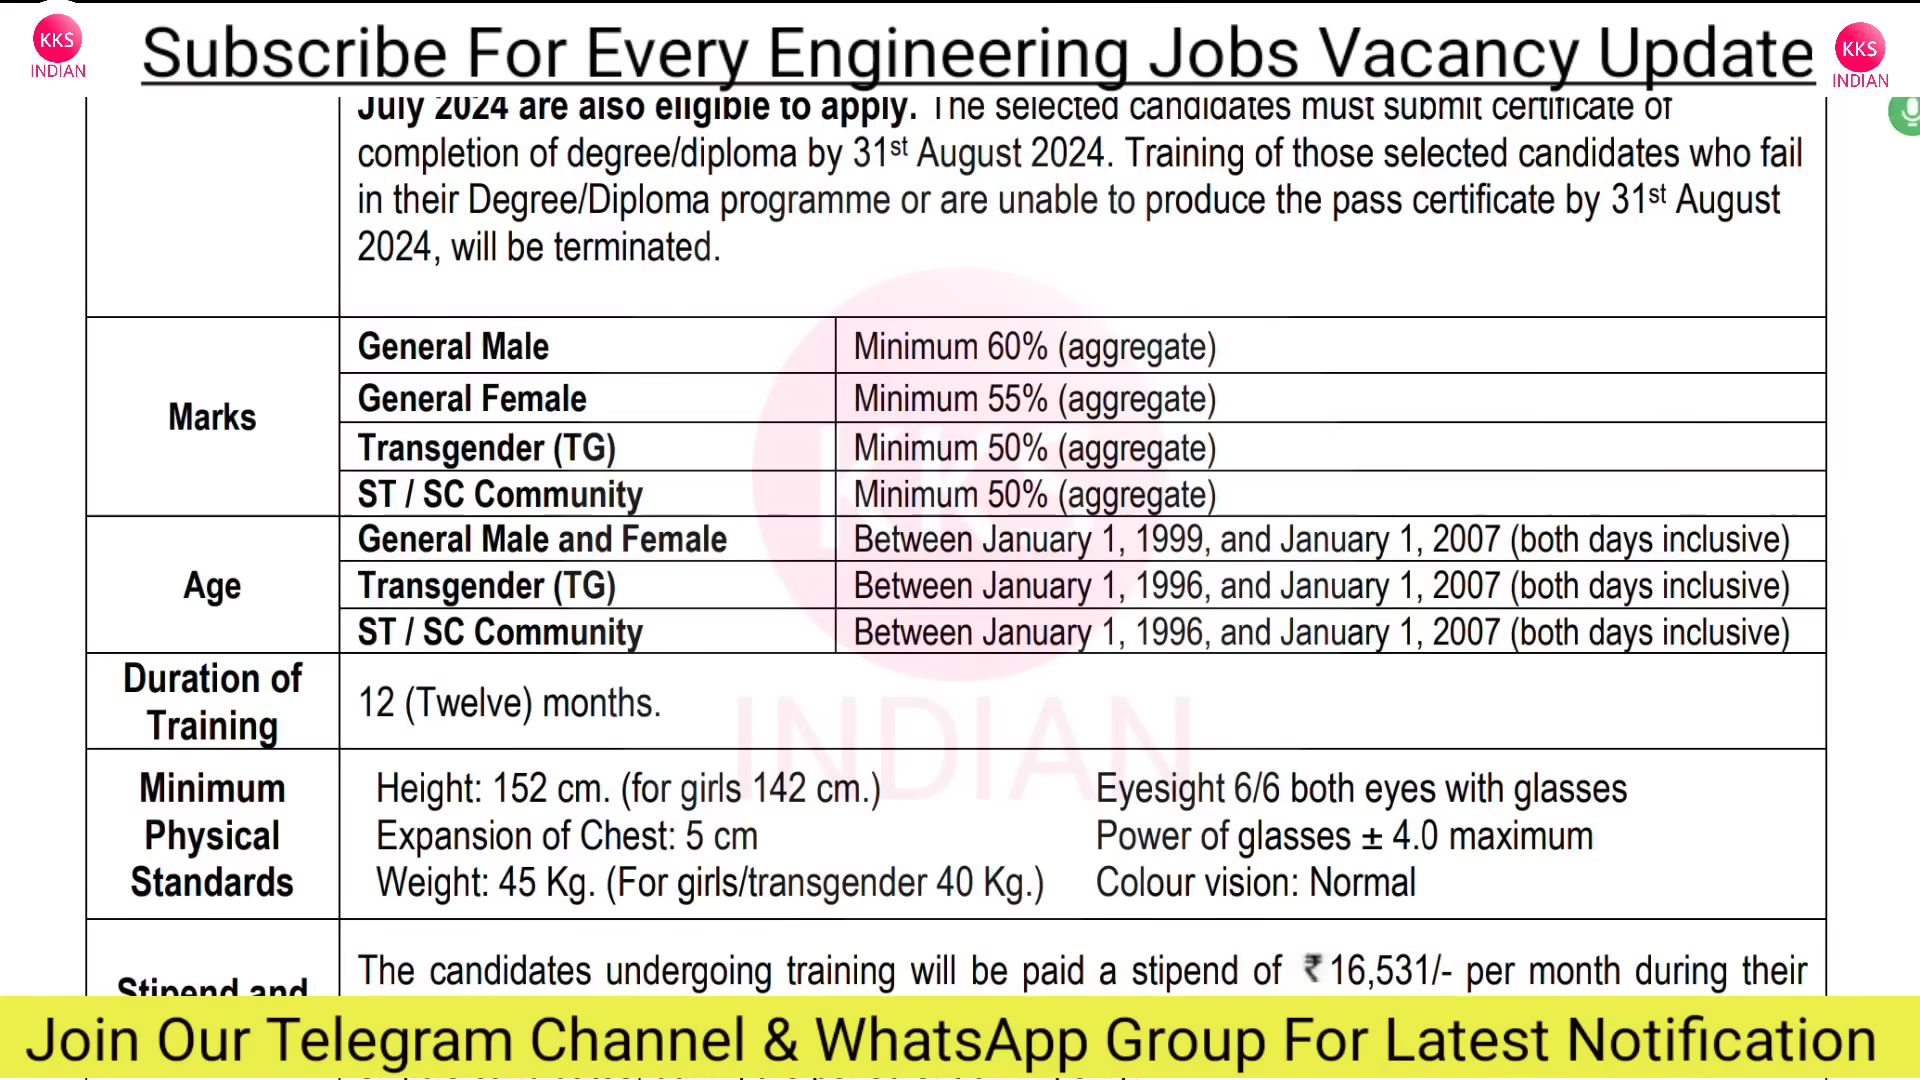 KKS
INDIAN
Subscribe For Every Engineering Jobs Vacancy Update
KKS
INDIAN
July 2024 are also eligible to apply. The selected candidates must submit certificate of
completion of degree/diploma by 31st August 2024. Training of those selected candidates who fail
in their Degree/Diploma programme or are unable to produce the pass certificate by 31st August
2024, will be terminated.
Marks
General Male Minimum 60% (aggregate)
General Female Minimum 55% (aggregate)
Transgender (TG) Minimum 50% (aggregate)
ST / SC Community Minimum 50% (aggregate)
Age
General Male and Female Between January 1, 1999, and January 1, 2007 (both days inclusive)
Transgender (TG) Between January 1, 1996, and January 1, 2007 (both days inclusive)
ST / SC Community Between January 1, 1996, and January 1, 2007 (both days inclusive)
Duration of
Training
12 (Twelve) months.
Minimum
Physical
Standards
Height: 152 cm. (for girls 142 cm.) Eyesight 6/6 both eyes with glasses
Expansion of Chest: 5 cm Power of glasses ± 4.0 maximum
Weight: 45 Kg. (For girls/transgender 40 Kg.) Colour vision: Normal
KKS
INDIAN
Stipend and
The candidates undergoing training will be paid a stipend of ₹16,531/- per month during their
Join Our Telegram Channel & WhatsApp Group For Latest Notification